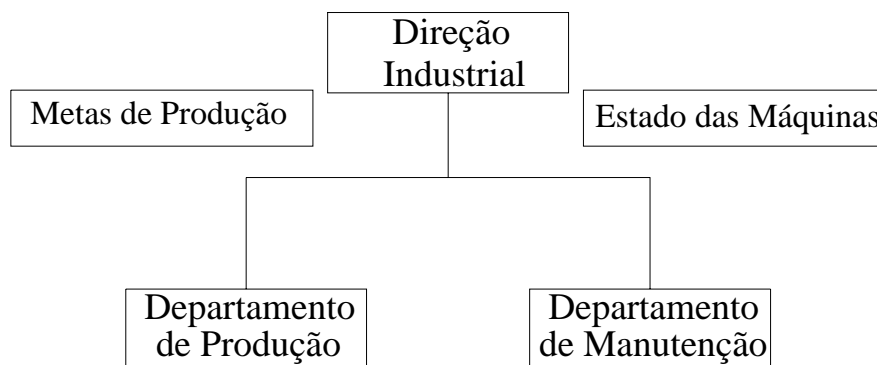 Direção
Industrial
Metas de Produção
Estado das Máquinas
Departamento
de Produção
Departamento
de Manutenção